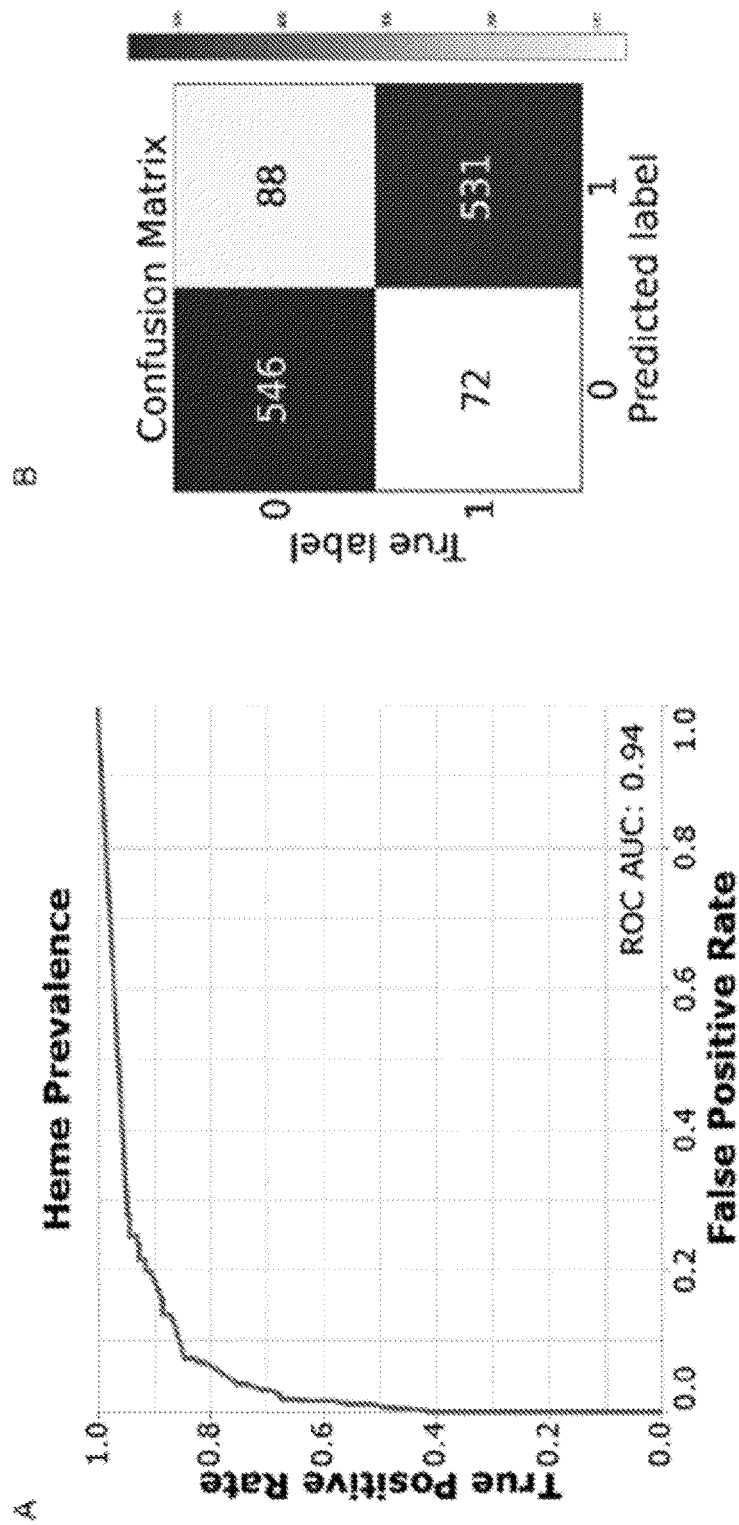 A
Heme Prevalence
True Positive Rate
1.0
0.8
0.6
0.4
0.2
0.0
0.0 0.2 0.4 0.6 0.8 1.0
False Positive Rate
ROC AUC: 0.94
B
Confusion Matrix
True label
0
546 88
1
72 531
0 1
Predicted label